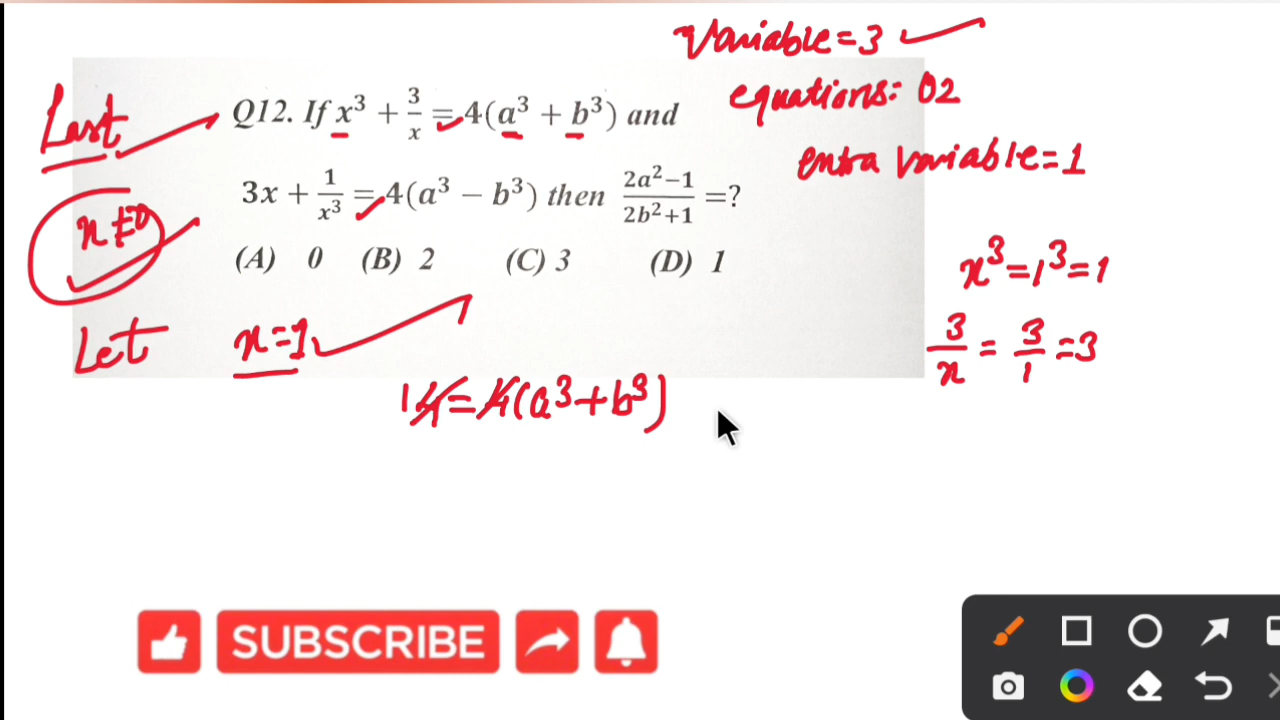 Variable=3
equations: 02
extra Variable=1
Last
Q12. If x³ + 3/x = 4(a³ + b³) and
3x + 1/x³ = 4(a³ − b³) then (2a²−1)/(2b²+1) =?
x≠0
(A) 0 (B) 2 (C) 3 (D) 1
x³=1³=1
Let x=1
3/x = 3/1 =3
1 4=4(a³+b³)
SUBSCRIBE